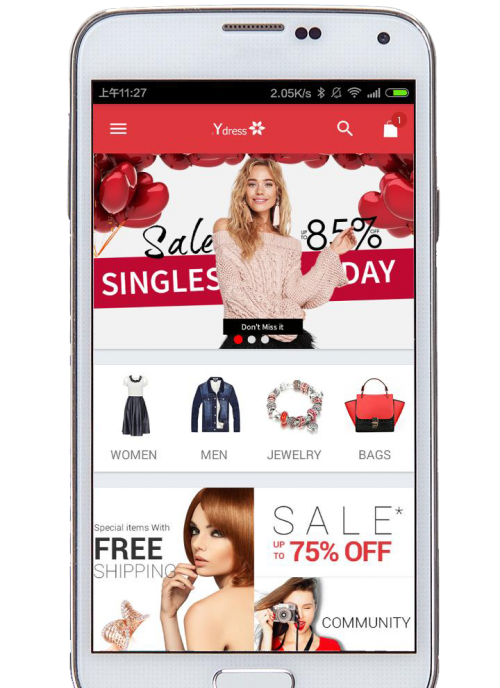 上午11:27
2.05K/s
1
Ydress
Sale
UP TO 85% OFF
SINGLES DAY
Don't Miss it
WOMEN
MEN
JEWELRY
BAGS
Special items With
FREE
SHIPPING
SALE*
UP TO 75% OFF
COMMUNITY